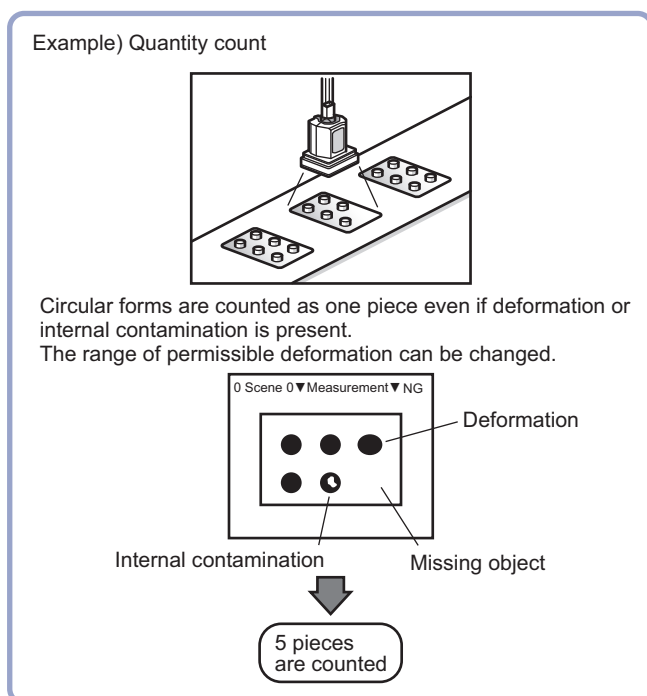 Example) Quantity count
Circular forms are counted as one piece even if deformation or
internal contamination is present.
The range of permissible deformation can be changed.
0 Scene 0▼Measurement▼ NG
Deformation
Internal contamination
Missing object
5 pieces
are counted